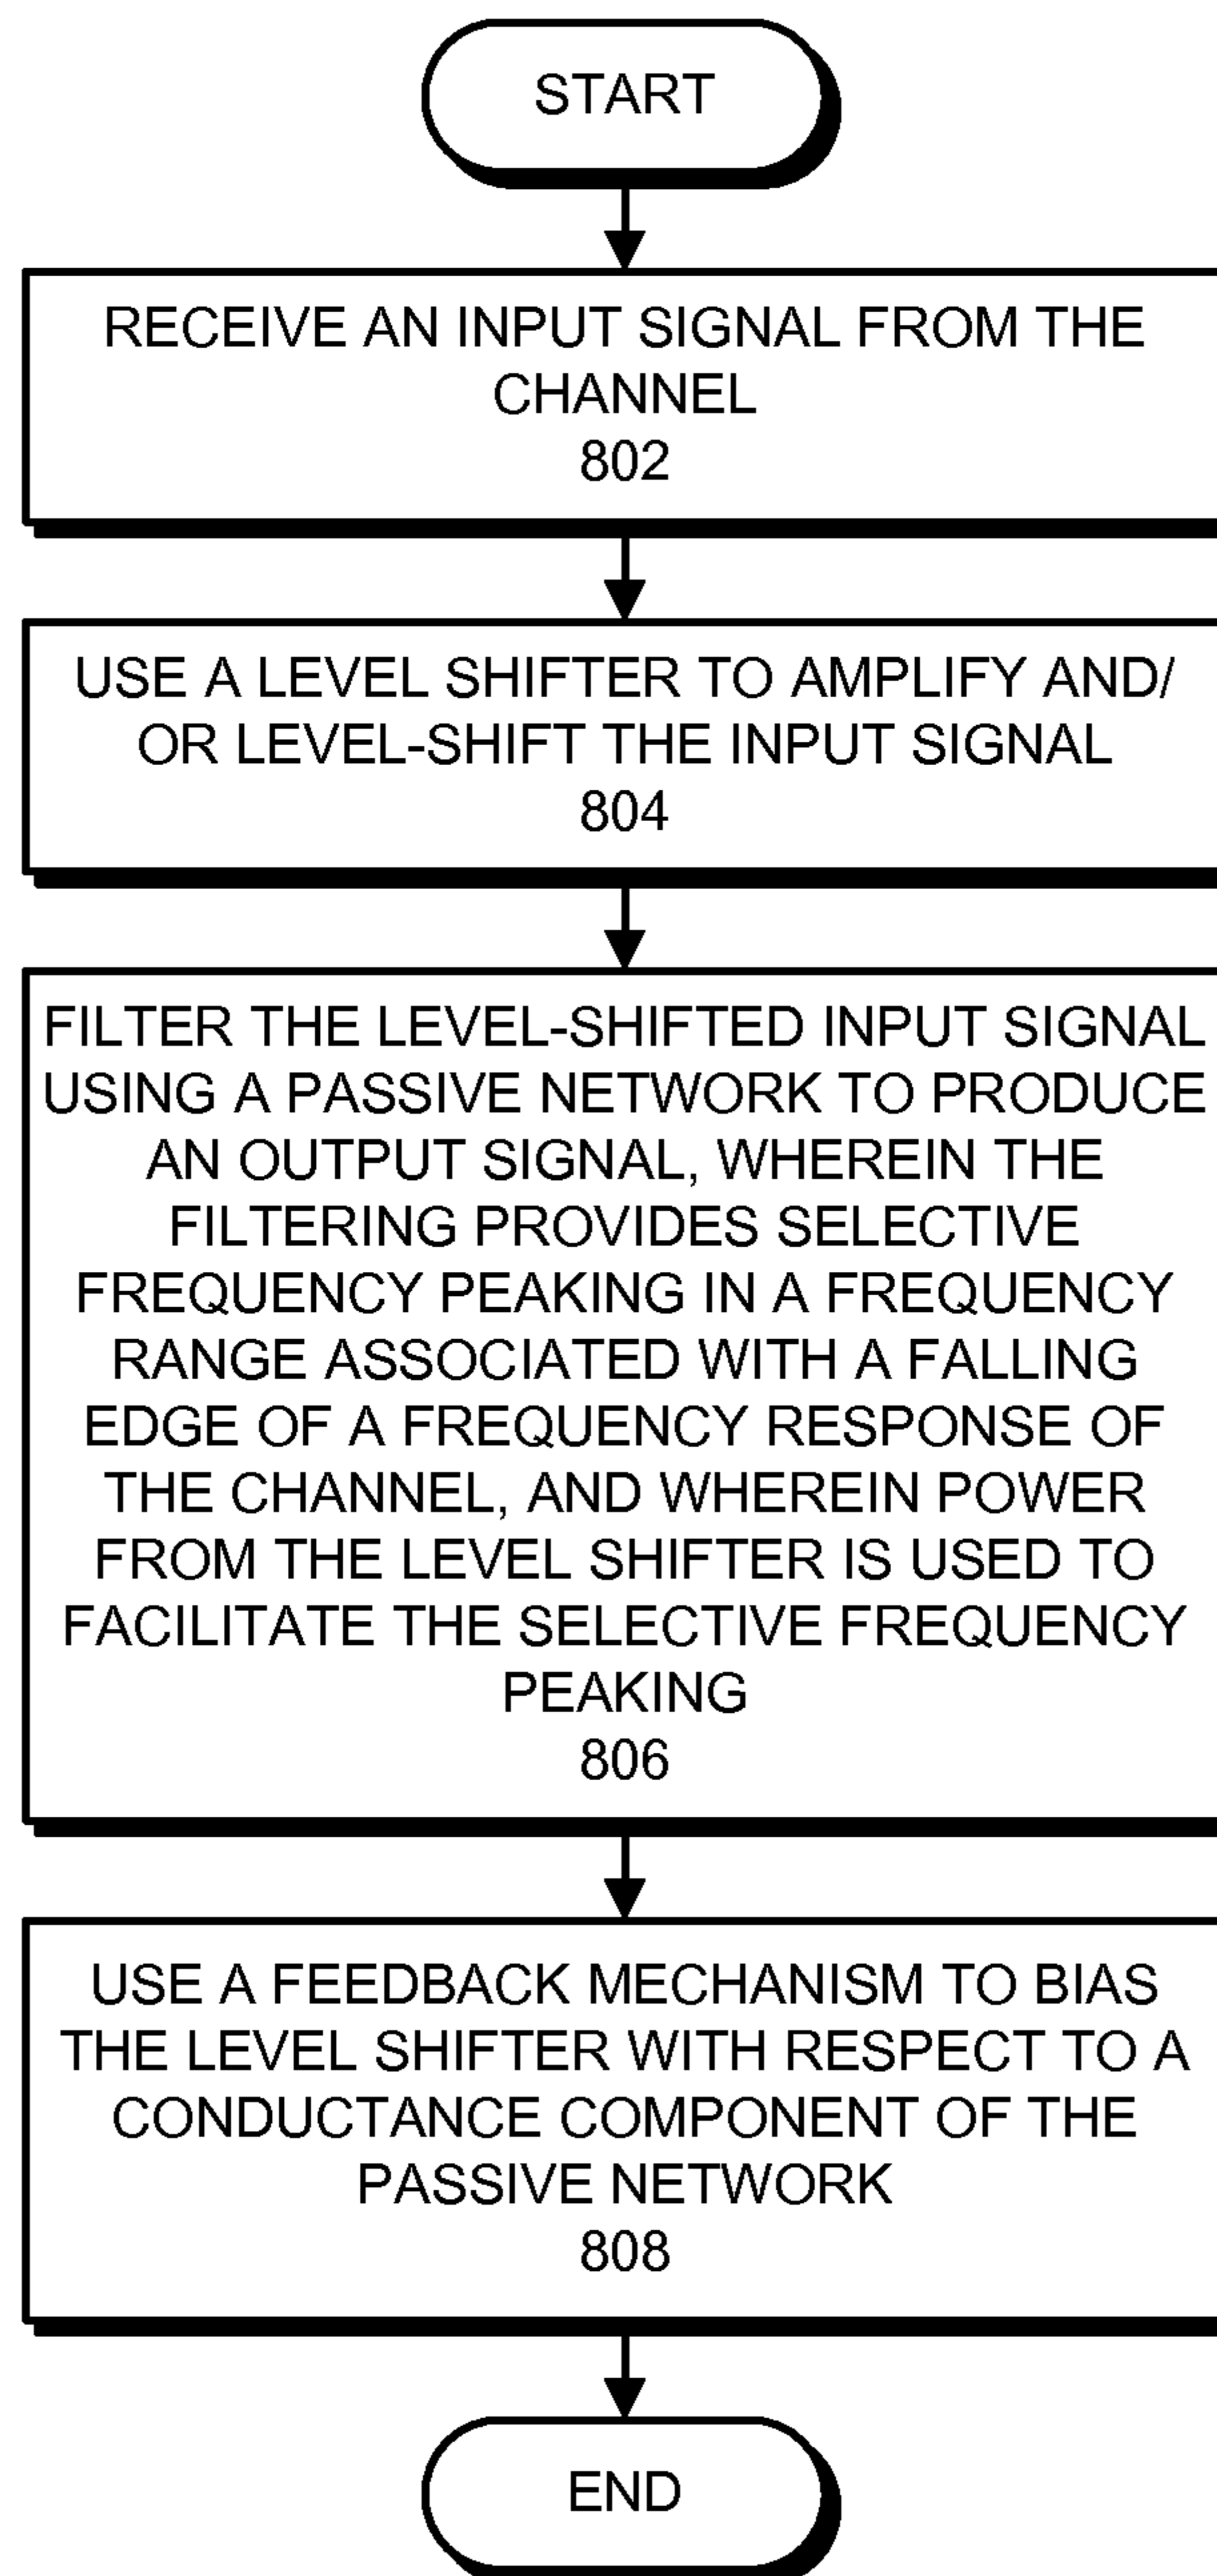 START
RECEIVE AN INPUT SIGNAL FROM THE
CHANNEL
802
USE A LEVEL SHIFTER TO AMPLIFY AND/
OR LEVEL-SHIFT THE INPUT SIGNAL
804
FILTER THE LEVEL-SHIFTED INPUT SIGNAL
USING A PASSIVE NETWORK TO PRODUCE
AN OUTPUT SIGNAL, WHEREIN THE
FILTERING PROVIDES SELECTIVE
FREQUENCY PEAKING IN A FREQUENCY
RANGE ASSOCIATED WITH A FALLING
EDGE OF A FREQUENCY RESPONSE OF
THE CHANNEL, AND WHEREIN POWER
FROM THE LEVEL SHIFTER IS USED TO
FACILITATE THE SELECTIVE FREQUENCY
PEAKING
806
USE A FEEDBACK MECHANISM TO BIAS
THE LEVEL SHIFTER WITH RESPECT TO A
CONDUCTANCE COMPONENT OF THE
PASSIVE NETWORK
808
END